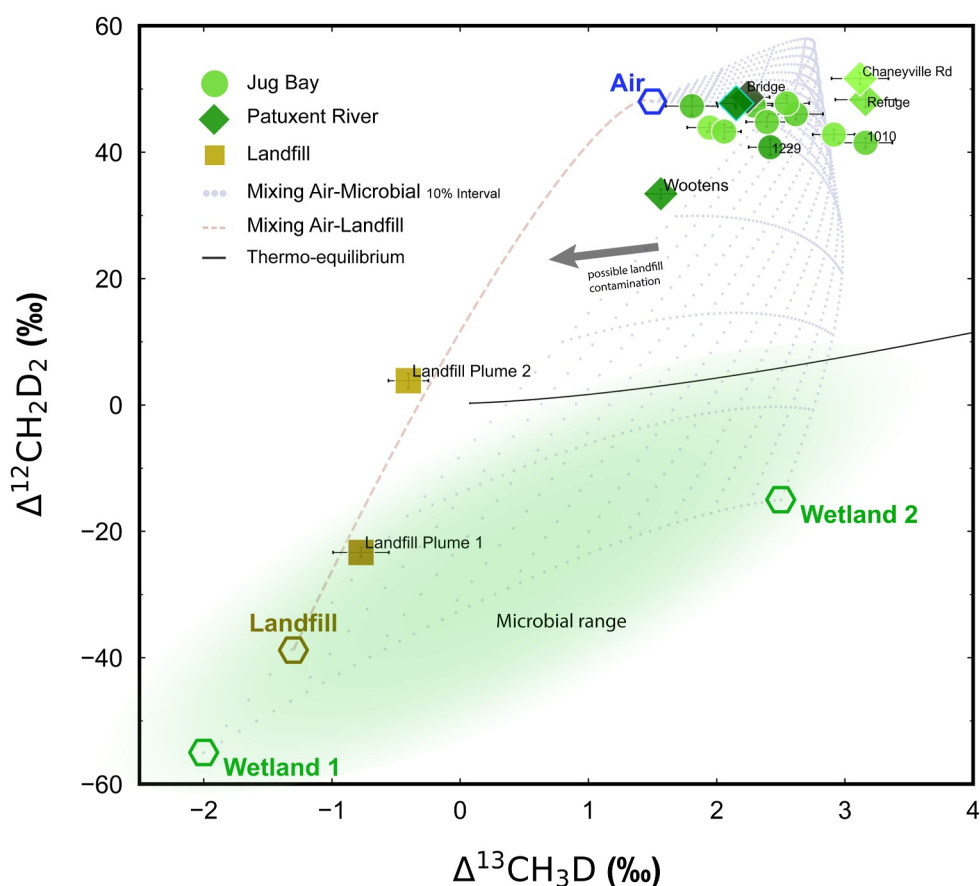 60
40
20
0
−20
−40
−60
Δ¹²CH₂D₂ (‰)
Jug Bay
Patuxent River
Landfill
Mixing Air-Microbial 10% Interval
Mixing Air-Landfill
Thermo-equilibrium
Air
Bridge
Chaneyville Rd
Refuge
1010
1229
Wootens
possible landfill
contamination
Landfill Plume 2
Landfill Plume 1
Wetland 2
Landfill
Microbial range
Wetland 1
−2 −1 0 1 2 3 4
Δ¹³CH₃D (‰)